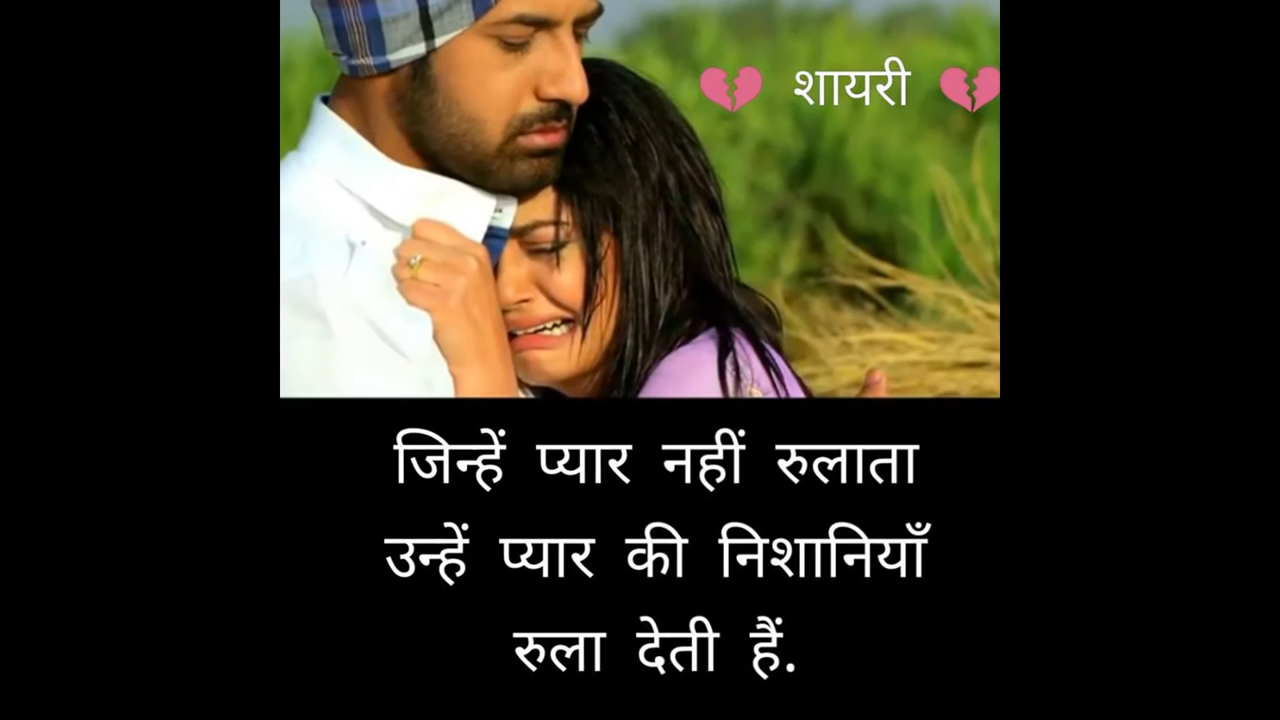 💔 शायरी 💔
जिन्हें प्यार नहीं रुलाता
उन्हें प्यार की निशानियाँ
रुला देती हैं.